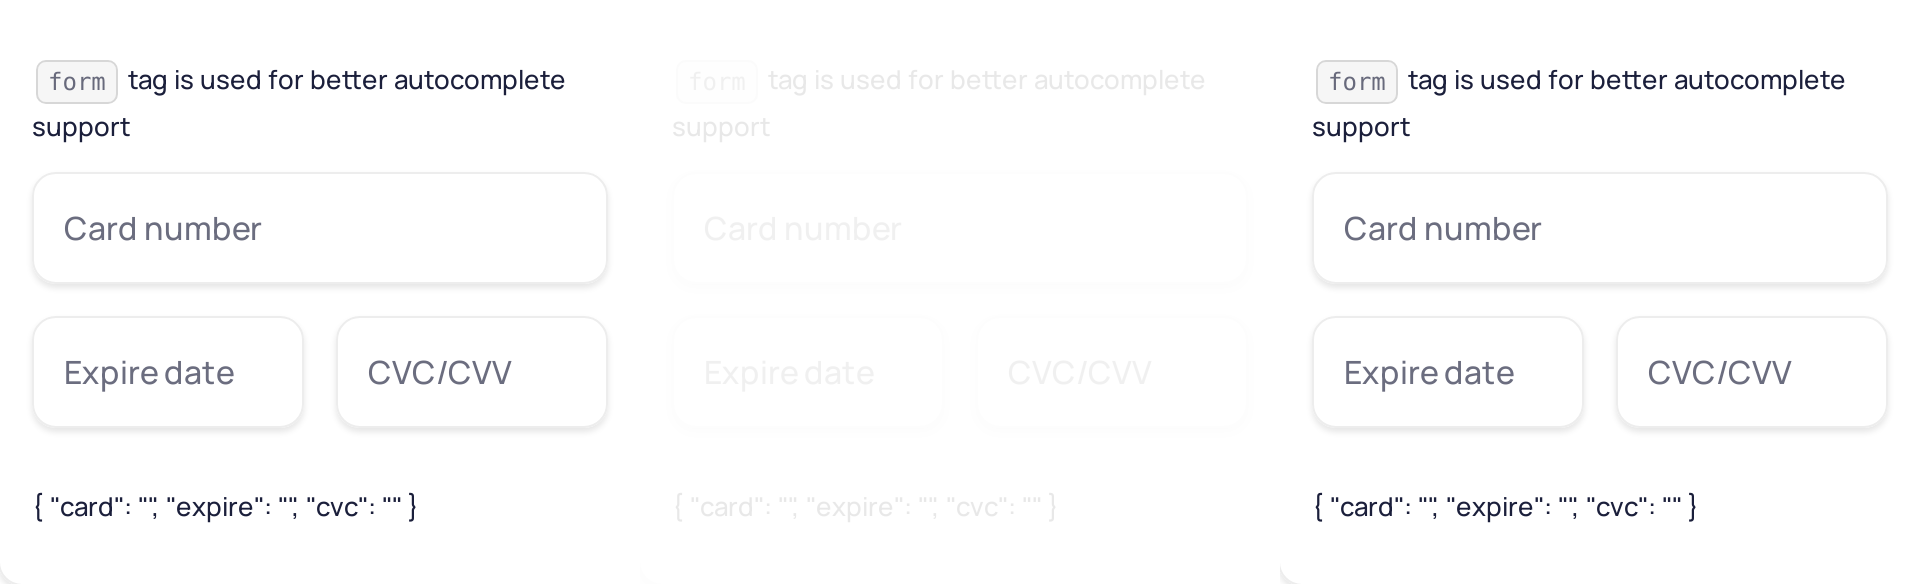 form tag is used for better autocomplete
support
Card number
Expire date CVC/CVV
{ "card": "", "expire": "", "cvc": "" }
form tag is used for better autocomplete
support
Card number
Expire date CVC/CVV
{ "card": "", "expire": "", "cvc": "" }
form tag is used for better autocomplete
support
Card number
Expire date CVC/CVV
{ "card": "", "expire": "", "cvc": "" }